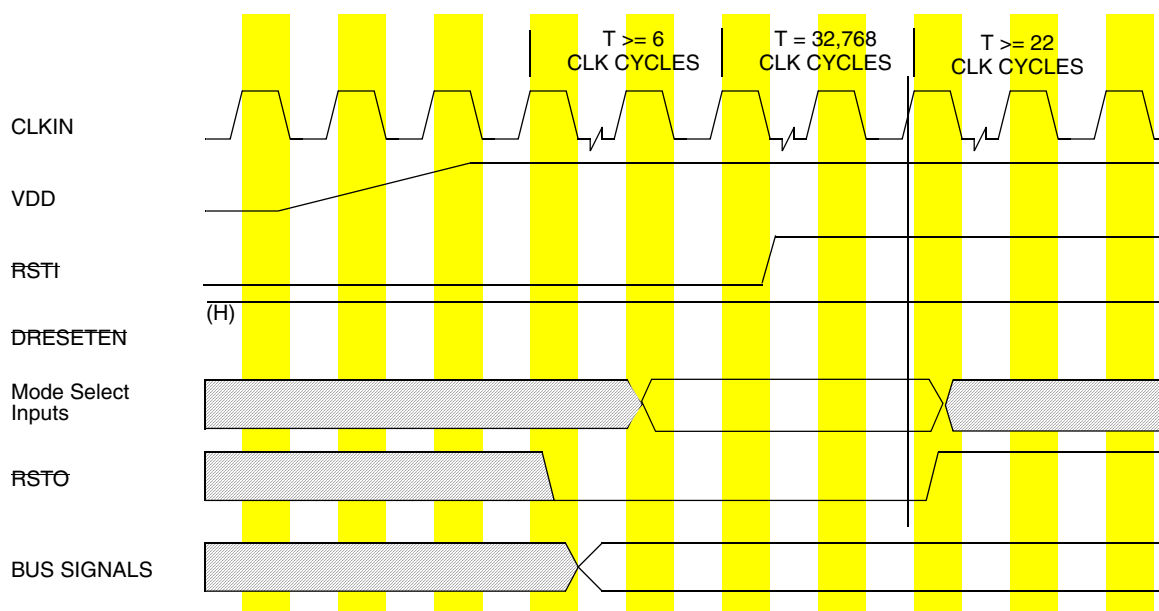 T >= 6
CLK CYCLES
T = 32,768
CLK CYCLES
T >= 22
CLK CYCLES
CLKIN
VDD
RSTI
(H)
DRESETEN
Mode Select
Inputs
RSTO
BUS SIGNALS